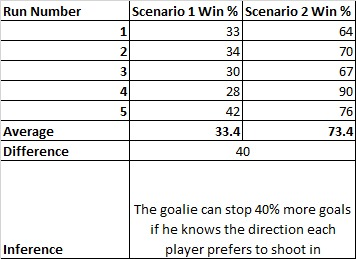 Run Number Scenario 1 Win % Scenario 2 Win %
1 33 64
2 34 70
3 30 67
4 28 90
5 42 76
Average 33.4 73.4
Difference 40
The goalie can stop 40% more goals
if he knows the direction each
Inference player prefers to shoot in